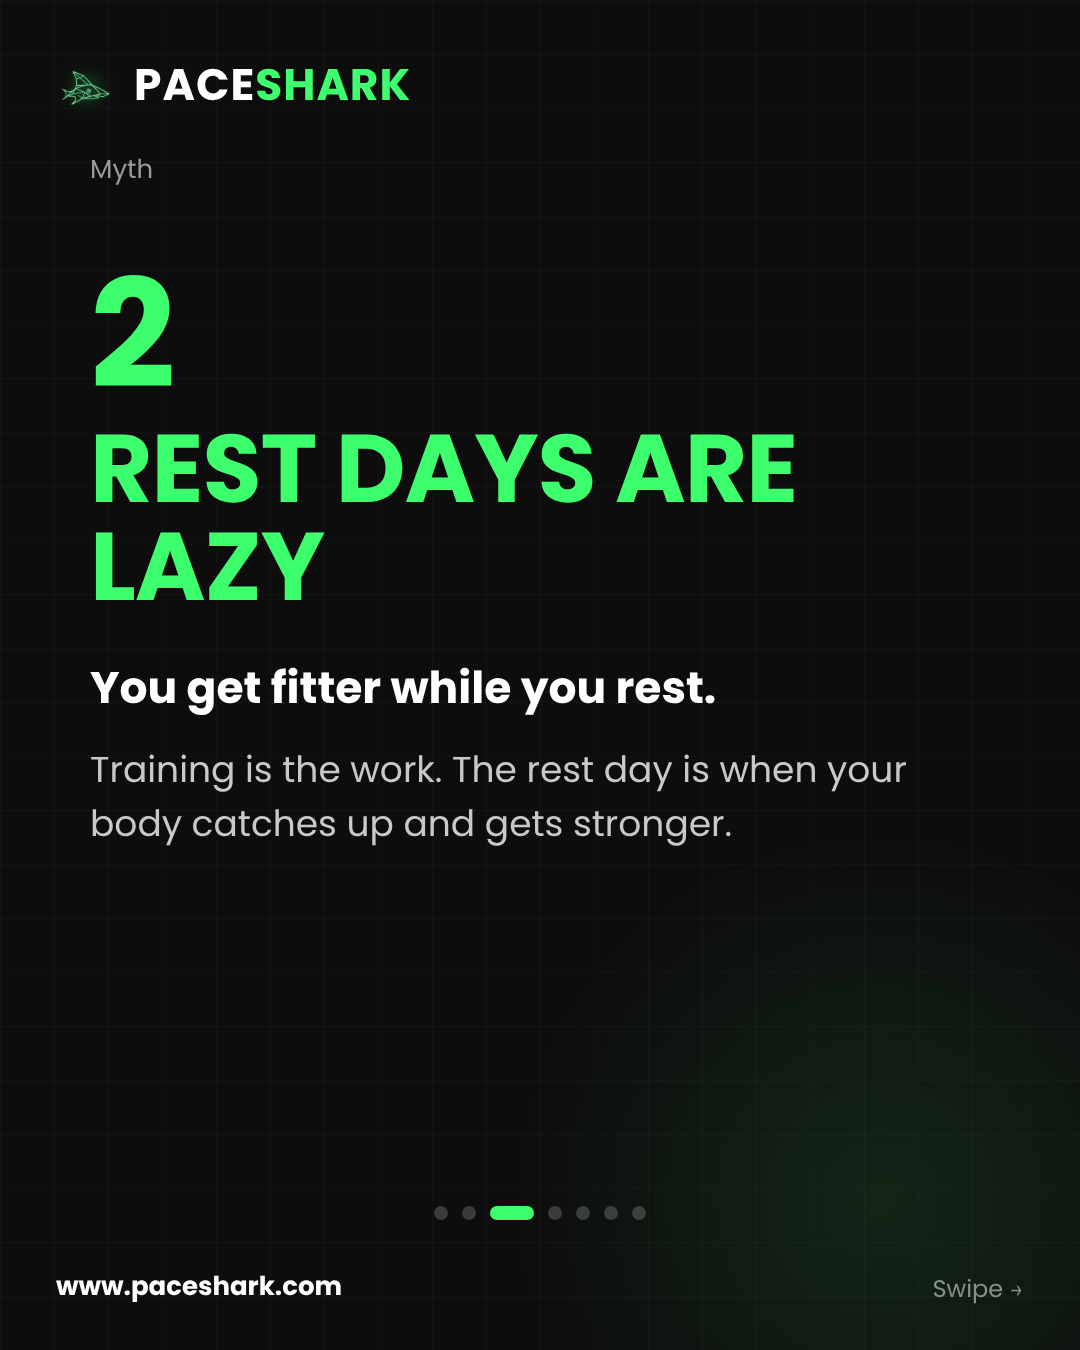 PACESHARK
Myth
2
REST DAYS ARE
LAZY
You get fitter while you rest.
Training is the work. The rest day is when your
body catches up and gets stronger.
www.paceshark.com
Swipe →